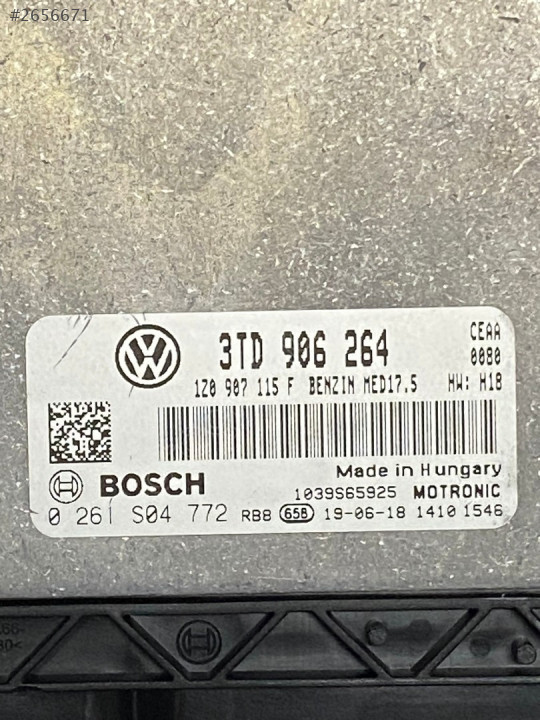 #2656671
3TD 906 264
CEAA
0080
1Z0 907 115 F BENZIN MED17.5 HW: H18
Made in Hungary
BOSCH
1039S65925 MOTRONIC
0 261 S04 772 RB8 65B 19-06-18 1410 1546